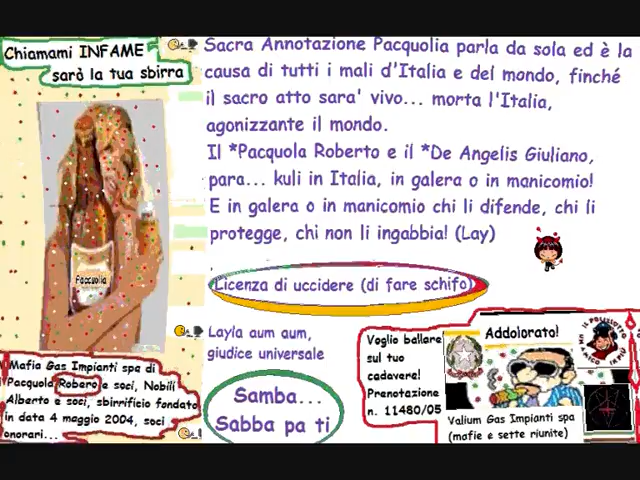 Chiamami INFAME
sarò la tua sbirra
Sacra Annotazione Pacquolia parla da sola ed è la
causa di tutti i mali d'Italia e del mondo, finché
il sacro atto sara' vivo... morta l'Italia,
agonizzante il mondo.
Il *Pacquola Roberto e il *De Angelis Giuliano,
para... kuli in Italia, in galera o in manicomio!
E in galera o in manicomio chi li difende, chi li
protegge, chi non li ingabbia! (Lay)
Pacquolia
Licenza di uccidere (di fare schifo)
Layla aum aum,
giudice universale
Samba...
Sabba pa ti
Mafia Gas Impianti spa di
Pacquola Robero e soci, Nobili
Alberto e soci, sbirrificio fondato
in data 4 maggio 2004, soci
onorari...
Voglio ballare
sul tuo
cadavere!
Prenotazione
n. 11480/05
Addolorato!
IL POLIZIOTTO
AMICO
Valium Gas Impianti spa
(mafie e sette riunite)